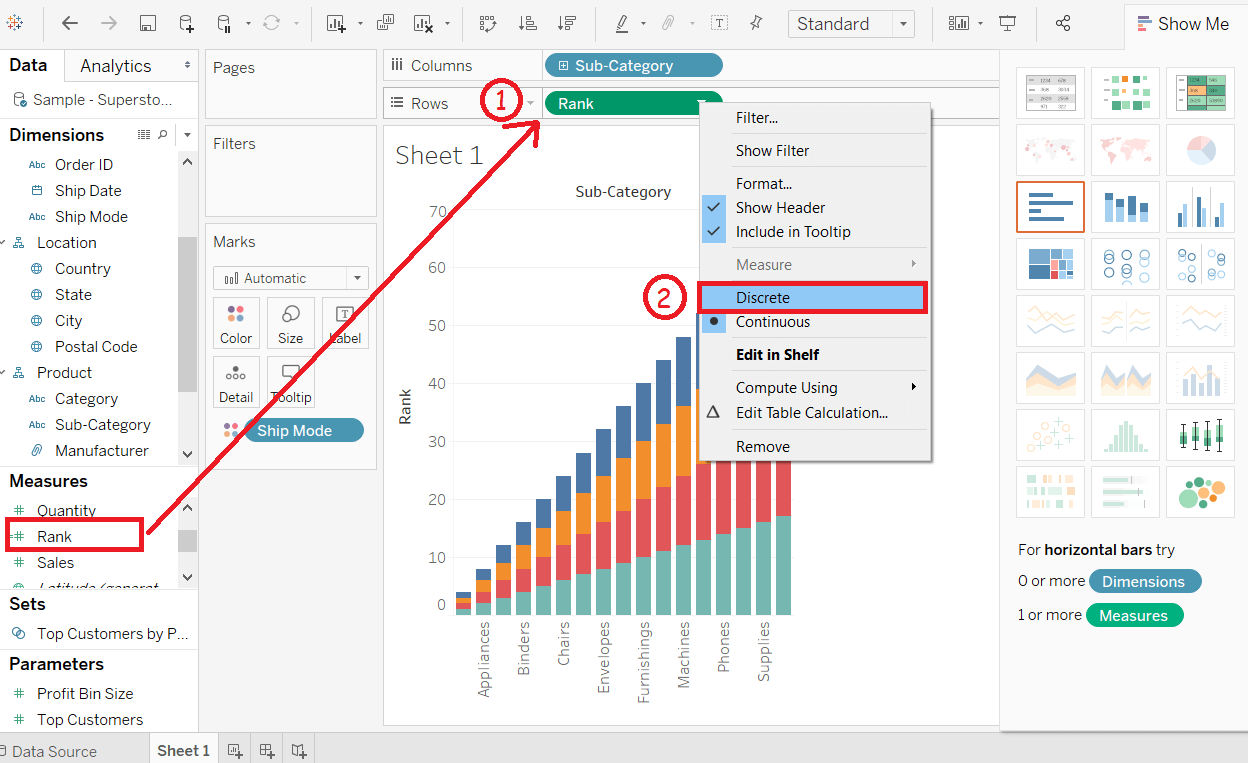 Standard
Show Me
Data
Analytics
Sample - Supersto...
Dimensions
Abc Order ID
Ship Date
Abc Ship Mode
Location
Country
State
City
Postal Code
Product
Abc Category
Abc Sub-Category
Manufacturer
Measures
# Quantity
=# Rank
# Sales
Latitude (generat...
Sets
Top Customers by P...
Parameters
# Profit Bin Size
# Top Customers
Pages
Filters
Marks
Automatic
Color
Size
Label
Detail
Tooltip
Ship Mode
Columns
Sub-Category
Rows
1
Rank
Sheet 1
Sub-Category
70
60
50
40
30
20
10
0
Rank
Appliances
Binders
Chairs
Envelopes
Furnishings
Machines
Phones
Supplies
Filter...
Show Filter
Format...
Show Header
Include in Tooltip
Measure
2
Discrete
Continuous
Edit in Shelf
Compute Using
Edit Table Calculation...
Remove
For horizontal bars try
0 or more Dimensions
1 or more Measures
Data Source
Sheet 1